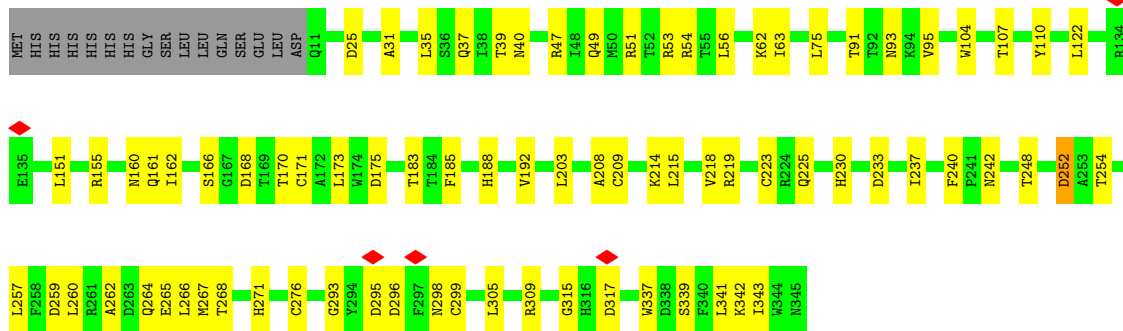 MET HIS HIS HIS HIS HIS HIS GLY SER LEU LEU GLN SER GLU LEU ASP Q11 D25 A31 L35 S36 Q37 I38 T39 N40 R47 I48 Q49 M50 R51 T52 R53 R54 T55 L56 K62 I63 L75 T91 T92 N93 K94 V95 W104 T107 Y110 L122 R134
E135 L151 R155 N160 Q161 I162 S166 G167 D168 T169 T170 C171 A172 L173 W174 D175 T183 T184 F185 H188 V192 L203 A208 C209 K214 L215 V218 R219 C223 R224 Q225 H230 D233 I237 F240 P241 N242 T248 D252 A253 T254
L257 F258 D259 L260 R261 A262 D263 Q264 E265 L266 M267 T268 H271 C276 G293 Y294 D295 D296 F297 N298 C299 L305 R309 G315 H316 D317 W337 D338 S339 F340 L341 K342 I343 W344 N345